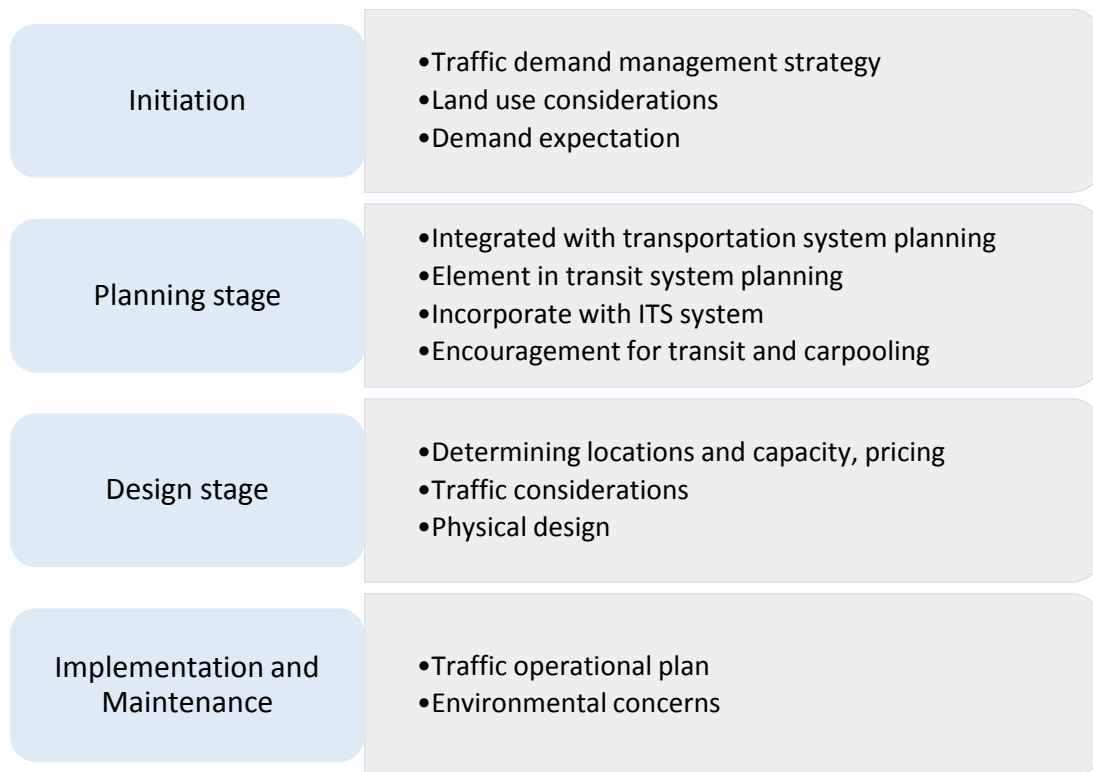 Initiation
•Traffic demand management strategy
•Land use considerations
•Demand expectation
Planning stage
•Integrated with transportation system planning
•Element in transit system planning
•Incorporate with ITS system
•Encouragement for transit and carpooling
Design stage
•Determining locations and capacity, pricing
•Traffic considerations
•Physical design
Implementation and
Maintenance
•Traffic operational plan
•Environmental concerns